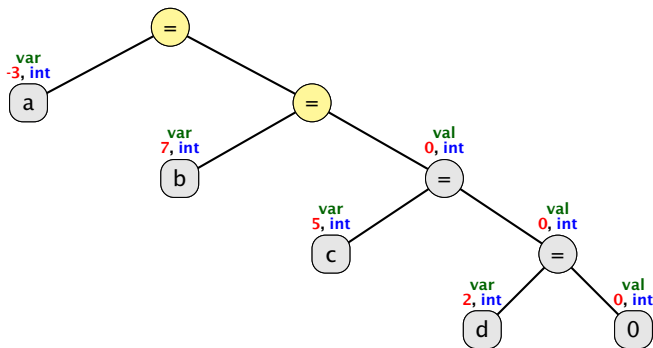 =
var
-3, int
a
=
var
7, int
b
val
0, int
=
var
5, int
c
val
0, int
=
var
2, int
d
val
0, int
0